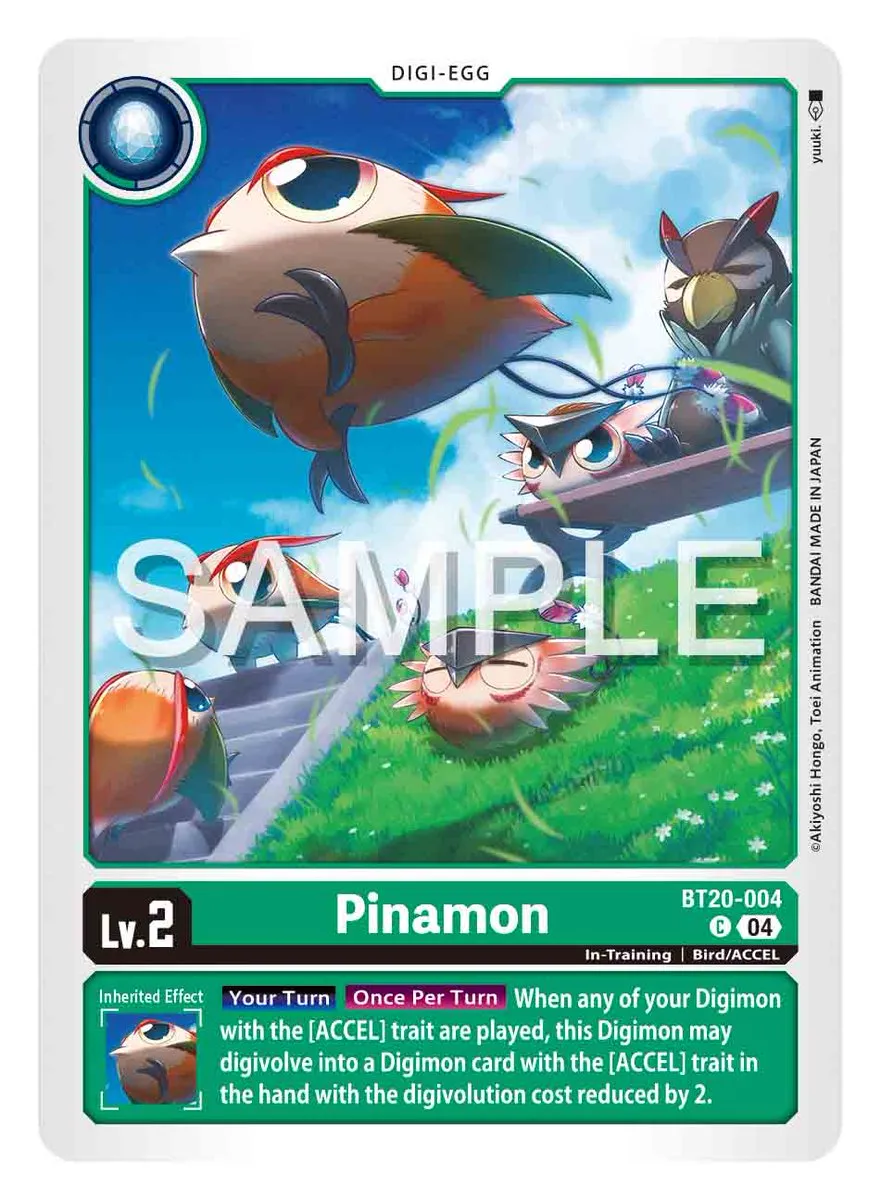 DIGI-EGG
yuuki.
SAMPLE
©Akiyoshi Hongo, Toei Animation BANDAI MADE IN JAPAN
Lv.2
Pinamon
BT20-004
C 04
In-Training | Bird/ACCEL
Inherited Effect
Your Turn Once Per Turn When any of your Digimon
with the [ACCEL] trait are played, this Digimon may
digivolve into a Digimon card with the [ACCEL] trait in
the hand with the digivolution cost reduced by 2.